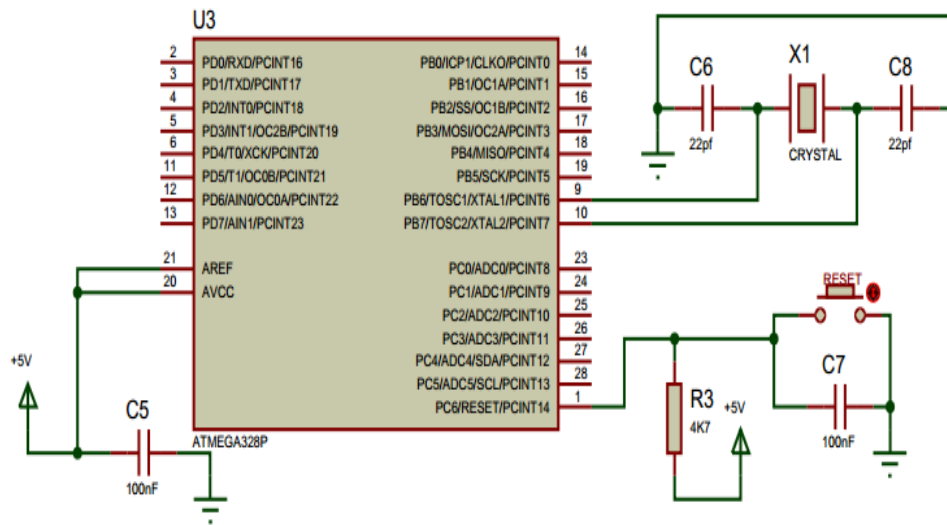 U3
2 PD0/RXD/PCINT16
3 PD1/TXD/PCINT17
4 PD2/INT0/PCINT18
5 PD3/INT1/OC2B/PCINT19
6 PD4/T0/XCK/PCINT20
11 PD5/T1/OC0B/PCINT21
12 PD6/AIN0/OC0A/PCINT22
13 PD7/AIN1/PCINT23
21 AREF
20 AVCC
PB0/ICP1/CLKO/PCINT0 14
PB1/OC1A/PCINT1 15
PB2/SS/OC1B/PCINT2 16
PB3/MOSI/OC2A/PCINT3 17
PB4/MISO/PCINT4 18
PB5/SCK/PCINT5 19
PB6/TOSC1/XTAL1/PCINT6 9
PB7/TOSC2/XTAL2/PCINT7 10
PC0/ADC0/PCINT8 23
PC1/ADC1/PCINT9 24
PC2/ADC2/PCINT10 25
PC3/ADC3/PCINT11 26
PC4/ADC4/SDA/PCINT12 27
PC5/ADC5/SCL/PCINT13 28
PC6/RESET/PCINT14 1
ATMEGA328P
+5V
C5
100nF
C6
22pf
X1
CRYSTAL
C8
22pf
RESET
R3
4K7
+5V
C7
100nF